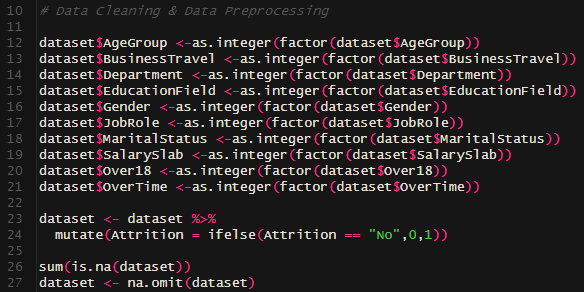 10 # Data Cleaning & Data Preprocessing
11
12 dataset$AgeGroup <-as.integer(factor(dataset$AgeGroup))
13 dataset$BusinessTravel <-as.integer(factor(dataset$BusinessTravel))
14 dataset$Department <-as.integer(factor(dataset$Department))
15 dataset$EducationField <-as.integer(factor(dataset$EducationField))
16 dataset$Gender <-as.integer(factor(dataset$Gender))
17 dataset$JobRole <-as.integer(factor(dataset$JobRole))
18 dataset$MaritalStatus <-as.integer(factor(dataset$MaritalStatus))
19 dataset$SalarySlab <-as.integer(factor(dataset$SalarySlab))
20 dataset$Over18 <-as.integer(factor(dataset$Over18))
21 dataset$OverTime <-as.integer(factor(dataset$OverTime))
22
23 dataset <- dataset %>%
24   mutate(Attrition = ifelse(Attrition == "No",0,1))
25
26 sum(is.na(dataset))
27 dataset <- na.omit(dataset)